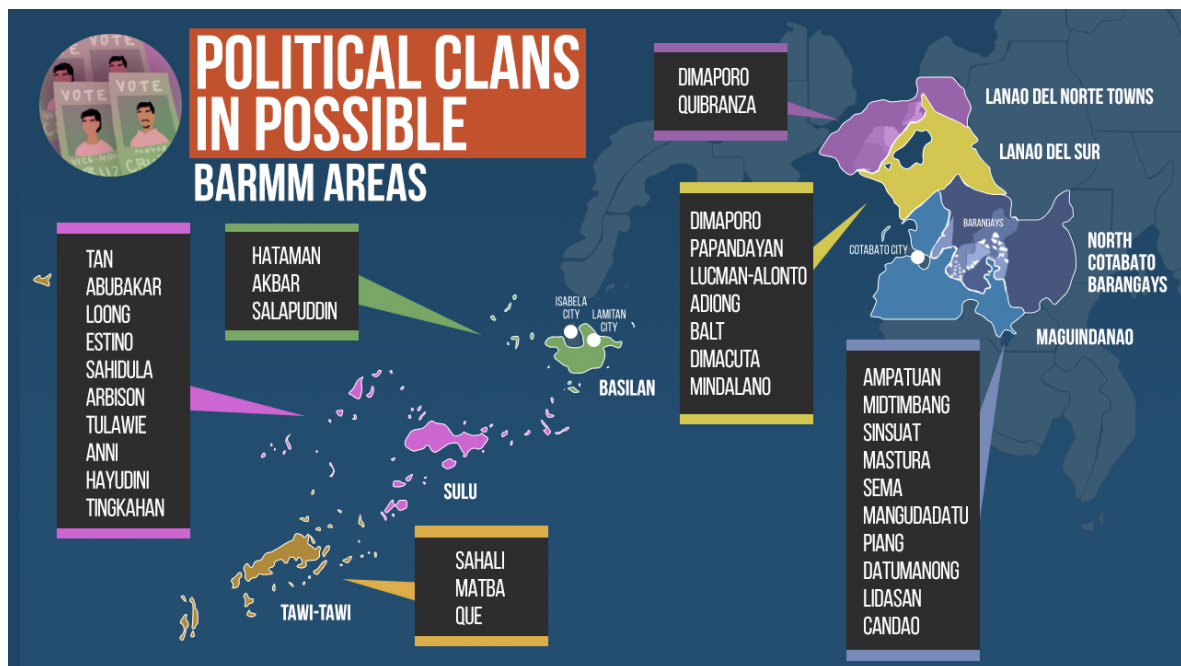 VOTE
VOTE
VOTE
VOTE
POLITICAL CLANS
IN POSSIBLE
BARMM AREAS
DIMAPORO
QUIBRANZA
LANAO DEL NORTE TOWNS
LANAO DEL SUR
DIMAPORO
PAPANDAYAN
LUCMAN-ALONTO
ADIONG
BALT
DIMACUTA
MINDALANO
BARANGAYS
COTABATO CITY
NORTH
COTABATO
BARANGAYS
MAGUINDANAO
TAN
ABUBAKAR
LOONG
ESTINO
SAHIDULA
ARBISON
TULAWIE
ANNI
HAYUDINI
TINGKAHAN
HATAMAN
AKBAR
SALAPUDDIN
ISABELA
CITY
LAMITAN
CITY
BASILAN
AMPATUAN
MIDTIMBANG
SINSUAT
MASTURA
SEMA
MANGUDADATU
PIANG
DATUMANONG
LIDASAN
CANDAO
SULU
SAHALI
MATBA
QUE
TAWI-TAWI